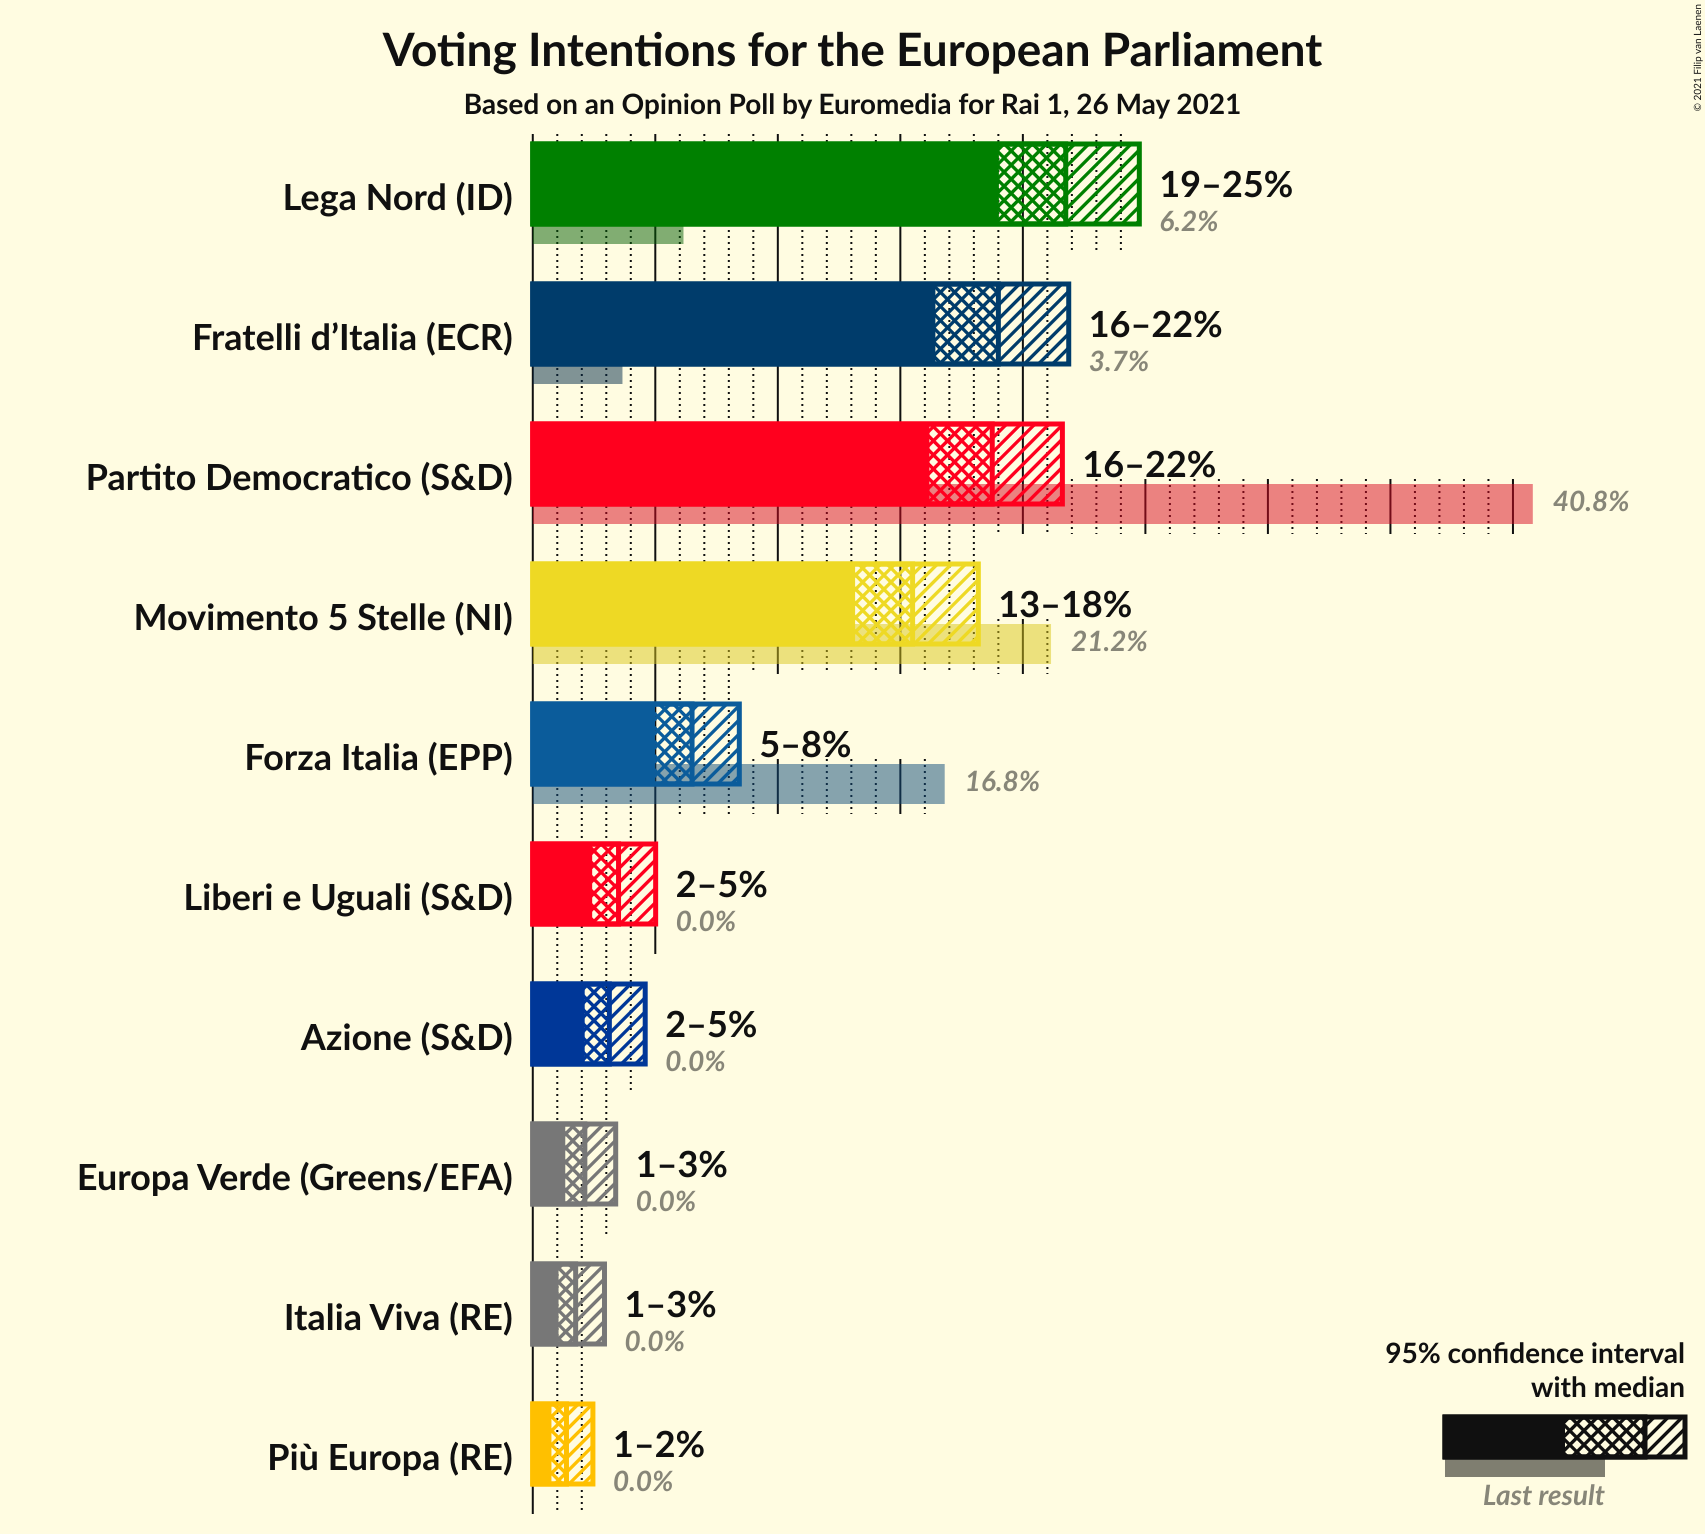 Voting Intentions for the European Parliament
Based on an Opinion Poll by Euromedia for Rai 1, 26 May 2021
© 2021 Filip van Laenen
Lega Nord (ID)
19–25%
6.2%
Fratelli d’Italia (ECR)
16–22%
3.7%
Partito Democratico (S&D)
16–22%
40.8%
Movimento 5 Stelle (NI)
13–18%
21.2%
Forza Italia (EPP)
5–8%
16.8%
Liberi e Uguali (S&D)
2–5%
0.0%
Azione (S&D)
2–5%
0.0%
Europa Verde (Greens/EFA)
1–3%
0.0%
Italia Viva (RE)
1–3%
0.0%
Più Europa (RE)
1–2%
0.0%
95% confidence interval
with median
Last result